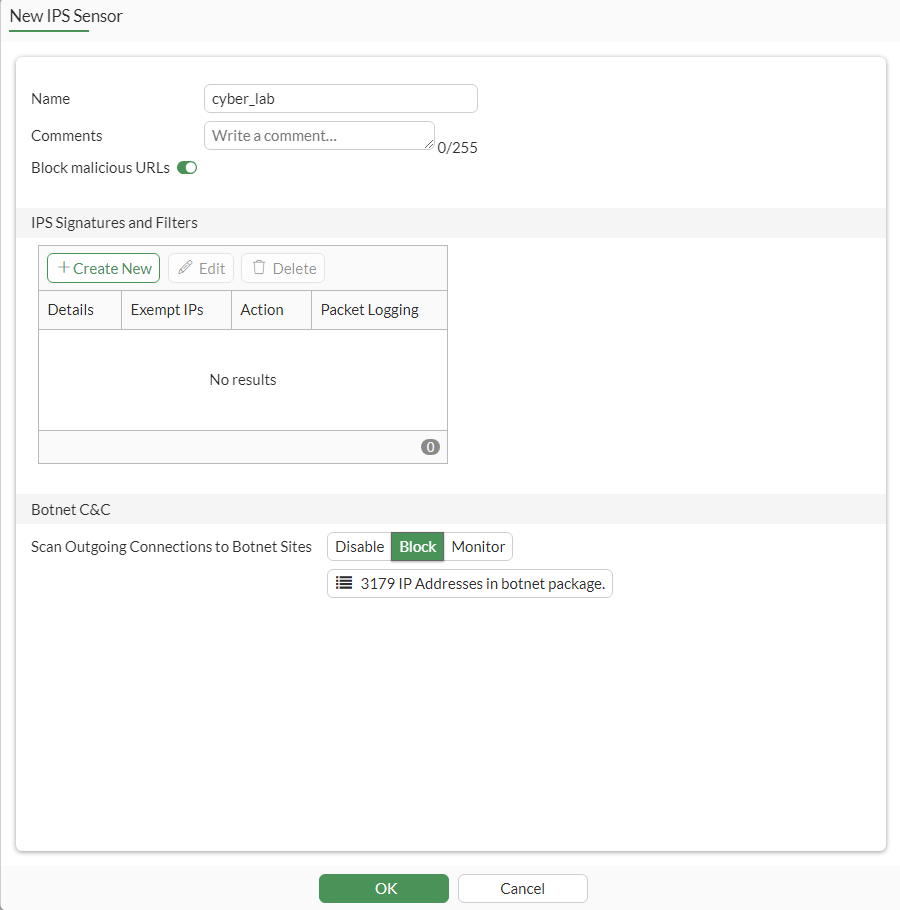 New IPS Sensor
Name
cyber_lab
Comments
Write a comment...
0/255
Block malicious URLs
IPS Signatures and Filters
+ Create New Edit Delete
Details Exempt IPs Action Packet Logging
No results
0
Botnet C&C
Scan Outgoing Connections to Botnet Sites Disable Block Monitor
3179 IP Addresses in botnet package.
OK Cancel